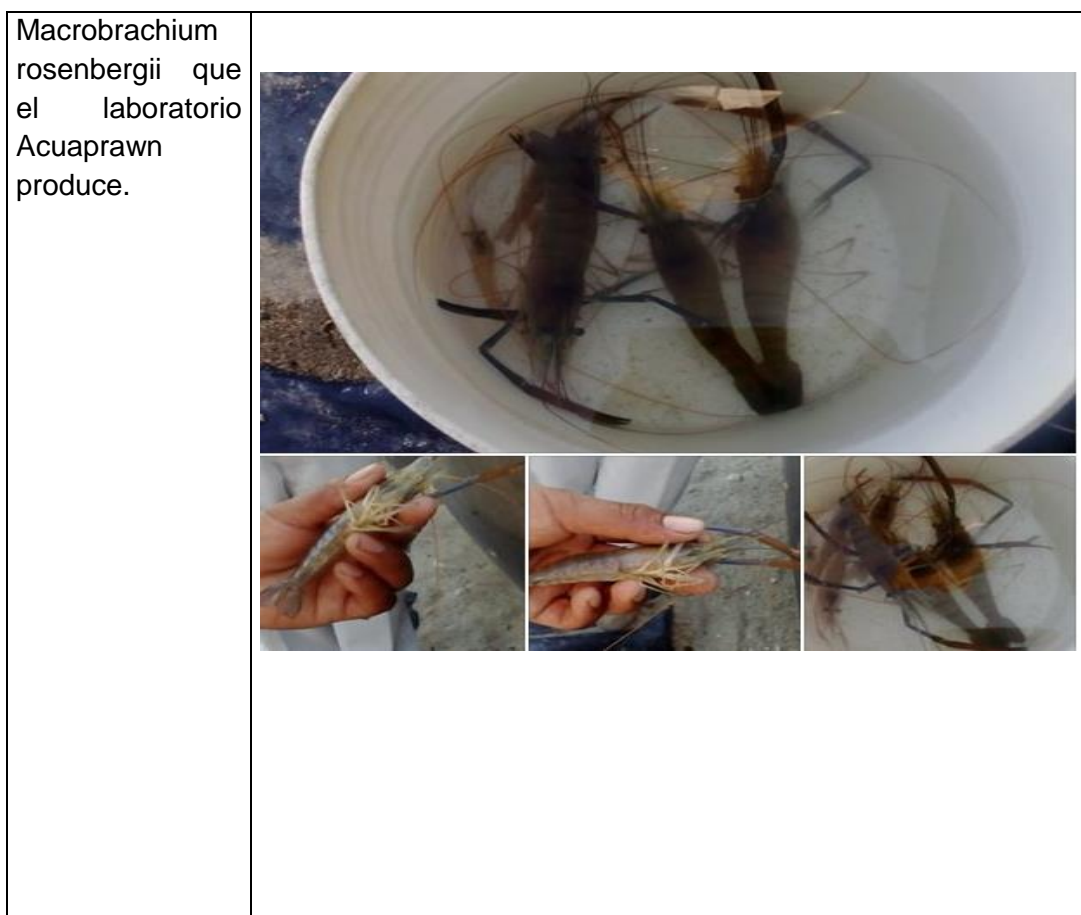 Macrobrachium
rosenbergii que
el laboratorio
Acuaprawn
produce.